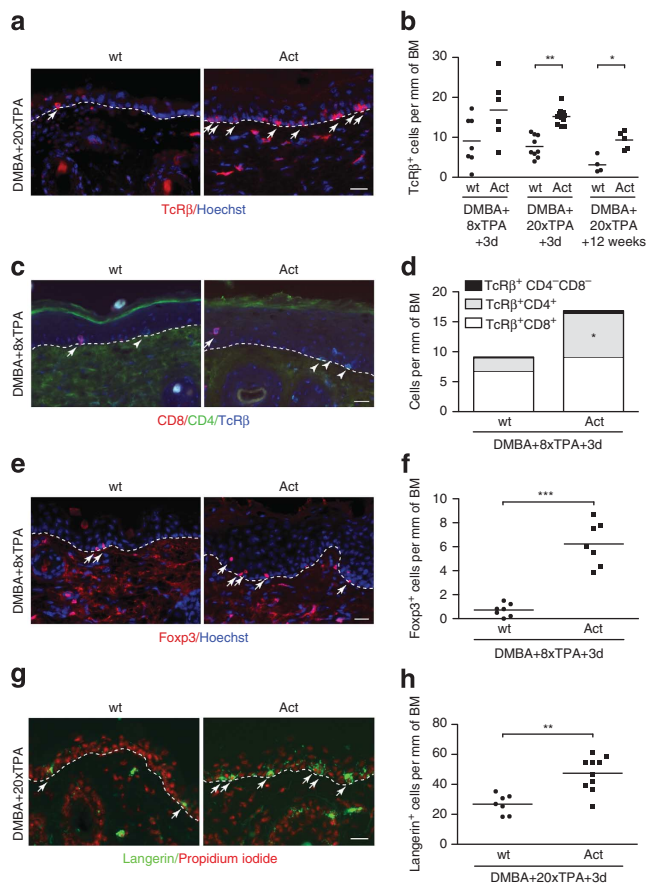 a
wt
Act
DMBA+20xTPA
TcRβ/Hoechst
b
TcRβ⁺ cells per mm of BM
30
20
10
0
**
*
wt Act wt Act wt Act
DMBA+ DMBA+ DMBA+
8xTPA 20xTPA 20xTPA
+3d +3d +12 weeks
c
wt
Act
DMBA+8xTPA
CD8/CD4/TcRβ
d
TcRβ⁺ CD4⁻CD8⁻
TcRβ⁺CD4⁺
TcRβ⁺CD8⁺
Cells per mm of BM
20
15
10
5
0
*
wt Act
DMBA+8xTPA+3d
e
wt
Act
DMBA+8xTPA
Foxp3/Hoechst
f
Foxp3⁺ cells per mm of BM
10
8
6
4
2
0
***
wt Act
DMBA+8xTPA+3d
g
wt
Act
DMBA+20xTPA
Langerin/Propidium iodide
h
Langerin⁺ cells per mm of BM
80
60
40
20
0
**
wt Act
DMBA+20xTPA+3d